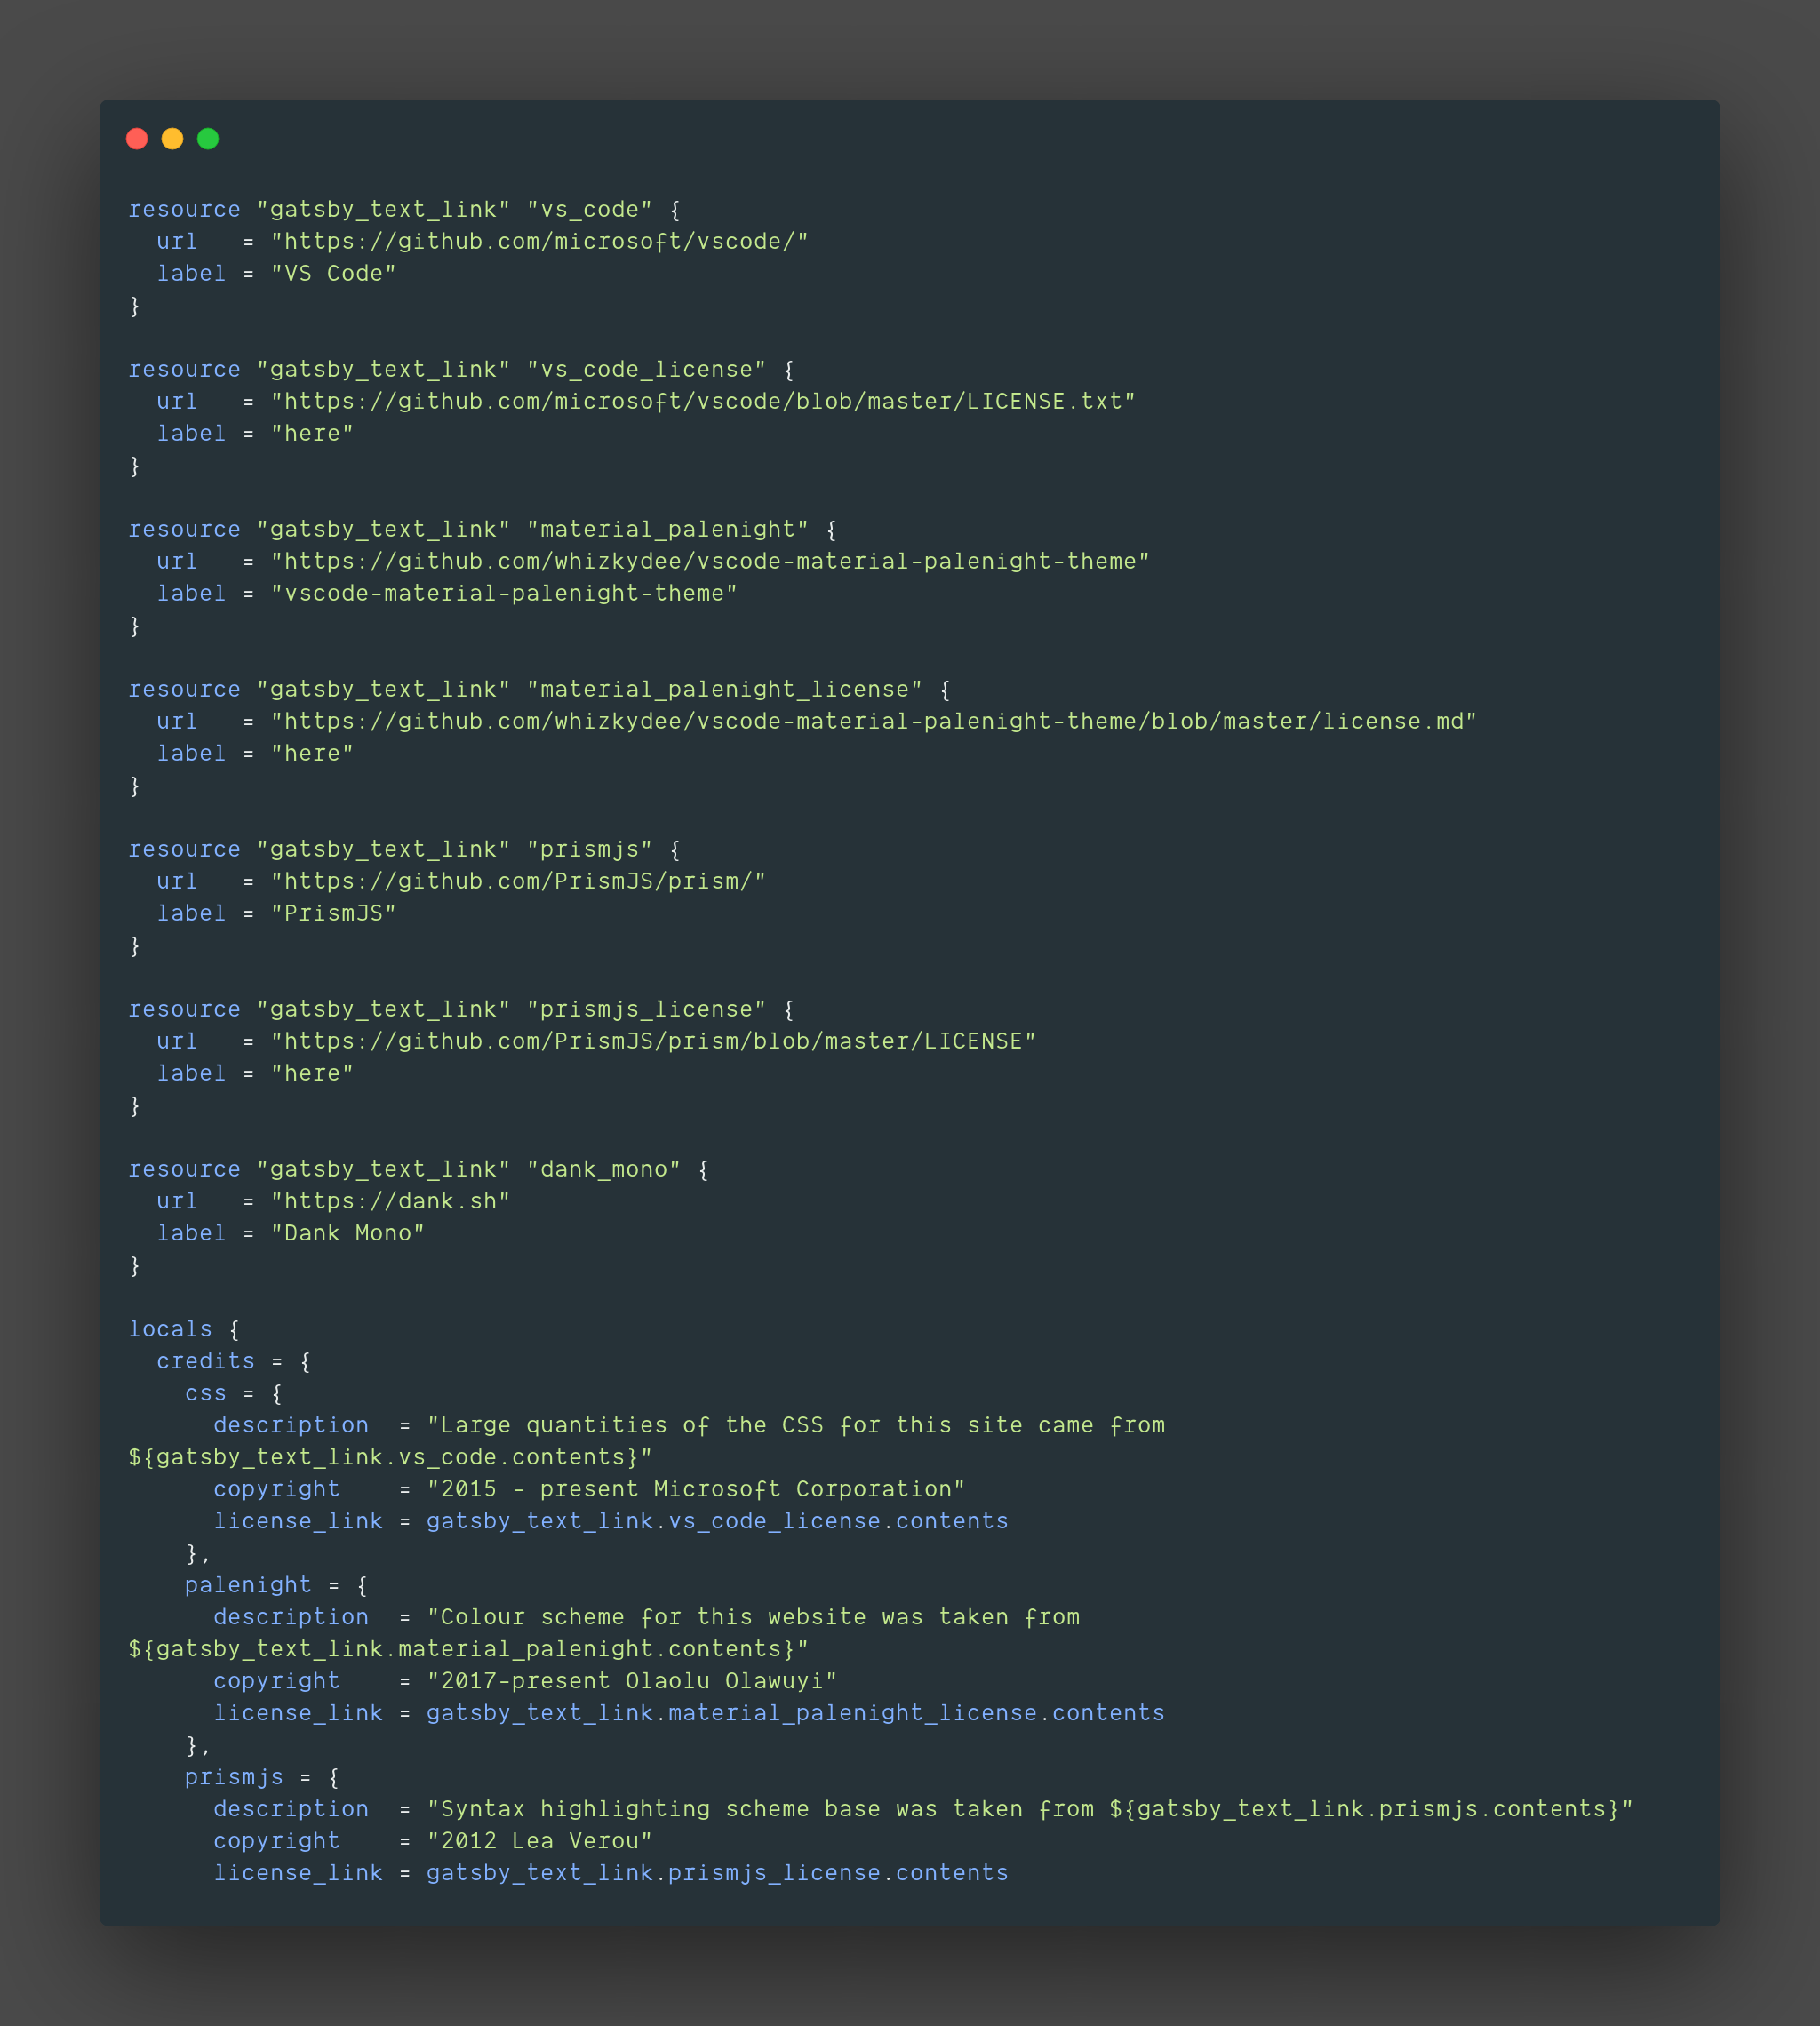 resource "gatsby_text_link" "vs_code" {
  url   = "https://github.com/microsoft/vscode/"
  label = "VS Code"
}

resource "gatsby_text_link" "vs_code_license" {
  url   = "https://github.com/microsoft/vscode/blob/master/LICENSE.txt"
  label = "here"
}

resource "gatsby_text_link" "material_palenight" {
  url   = "https://github.com/whizkydee/vscode-material-palenight-theme"
  label = "vscode-material-palenight-theme"
}

resource "gatsby_text_link" "material_palenight_license" {
  url   = "https://github.com/whizkydee/vscode-material-palenight-theme/blob/master/license.md"
  label = "here"
}

resource "gatsby_text_link" "prismjs" {
  url   = "https://github.com/PrismJS/prism/"
  label = "PrismJS"
}

resource "gatsby_text_link" "prismjs_license" {
  url   = "https://github.com/PrismJS/prism/blob/master/LICENSE"
  label = "here"
}

resource "gatsby_text_link" "dank_mono" {
  url   = "https://dank.sh"
  label = "Dank Mono"
}

locals {
  credits = {
    css = {
      description  = "Large quantities of the CSS for this site came from
${gatsby_text_link.vs_code.contents}"
      copyright    = "2015 - present Microsoft Corporation"
      license_link = gatsby_text_link.vs_code_license.contents
    },
    palenight = {
      description  = "Colour scheme for this website was taken from
${gatsby_text_link.material_palenight.contents}"
      copyright    = "2017-present Olaolu Olawuyi"
      license_link = gatsby_text_link.material_palenight_license.contents
    },
    prismjs = {
      description  = "Syntax highlighting scheme base was taken from ${gatsby_text_link.prismjs.contents}"
      copyright    = "2012 Lea Verou"
      license_link = gatsby_text_link.prismjs_license.contents